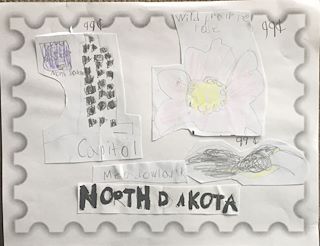 99¢
wild prairie
rose
99¢
North Dakota
Capitol
99¢
Meadowlark
NORTH DAKOTA